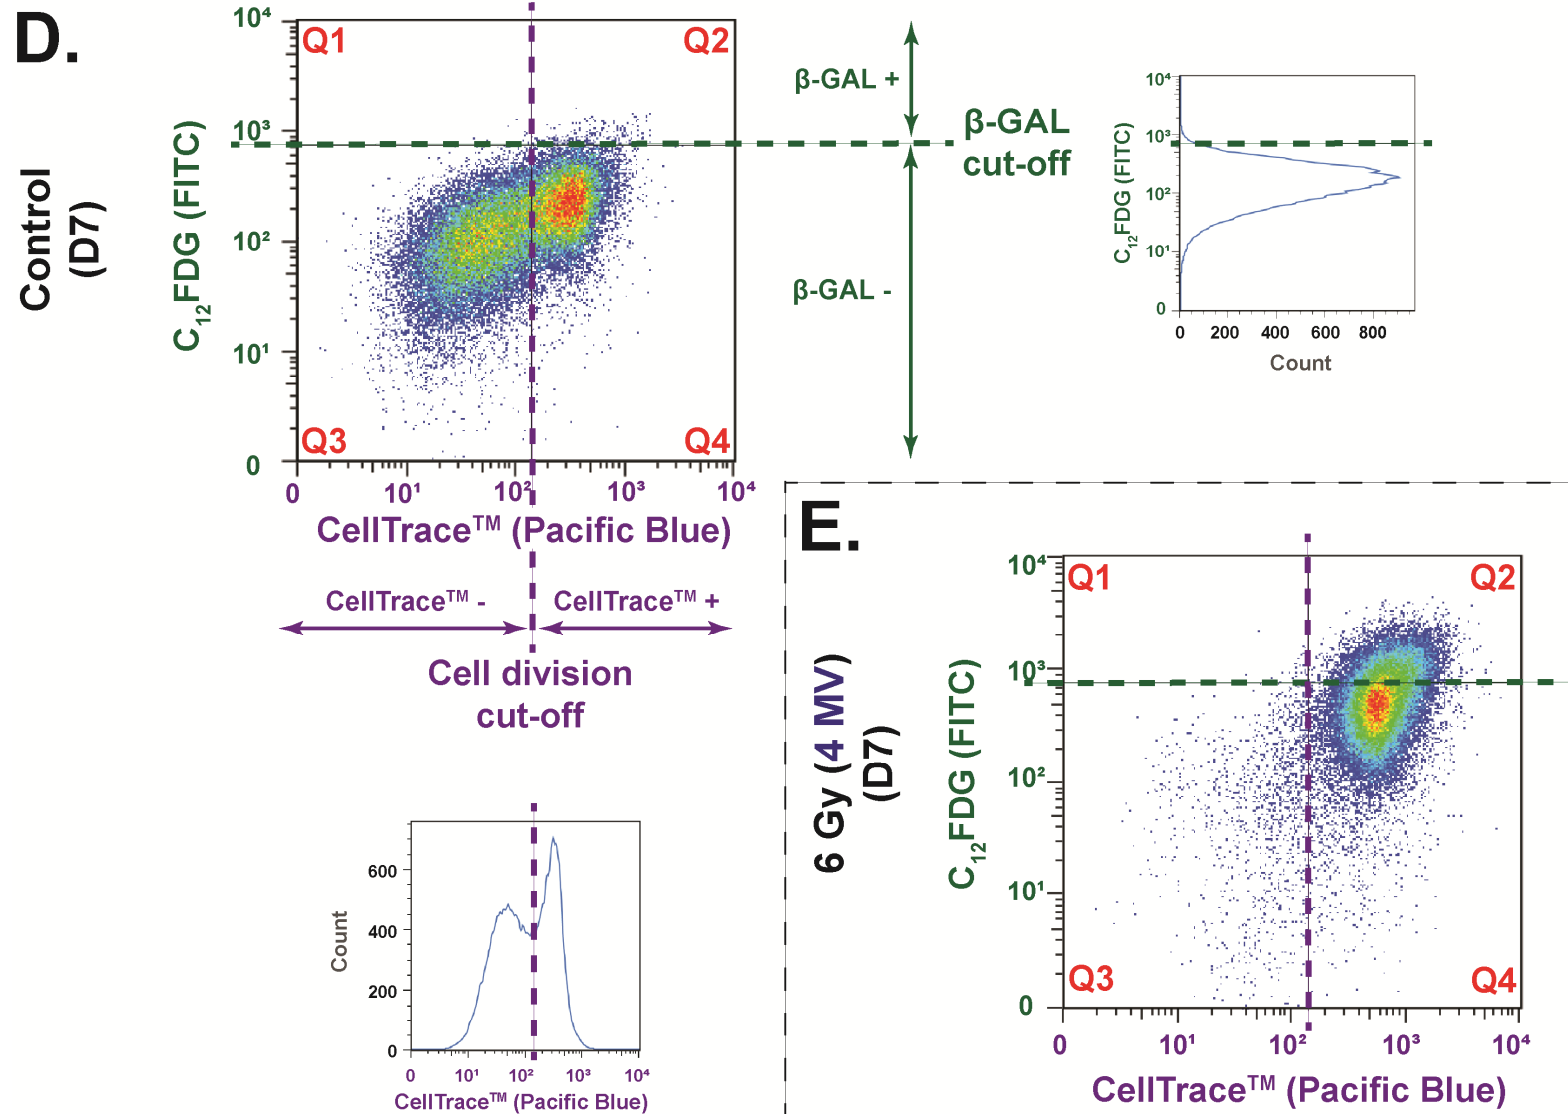 D.
Control
(D7)
C₁₂FDG (FITC)
10⁴
10³
10²
10¹
0
Q1
Q2
Q3
Q4
0 10¹ 10² 10³ 10⁴
CellTrace™ (Pacific Blue)
β-GAL +
β-GAL -
β-GAL
cut-off
CellTrace™ -
CellTrace™ +
Cell division
cut-off
C₁₂FDG (FITC)
10⁴
10³
10²
10¹
0
0 200 400 600 800
Count
Count
600
400
200
0
0 10¹ 10² 10³ 10⁴
CellTrace™ (Pacific Blue)
E.
6 Gy (4 MV)
(D7)
C₁₂FDG (FITC)
10⁴
10³
10²
10¹
0
Q1
Q2
Q3
Q4
0 10¹ 10² 10³ 10⁴
CellTrace™ (Pacific Blue)